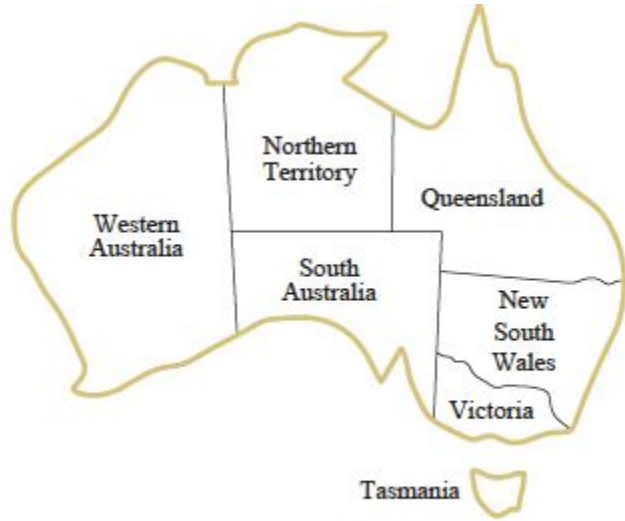 Northern
Territory
Western
Australia
Queensland
South
Australia
New
South
Wales
Victoria
Tasmania